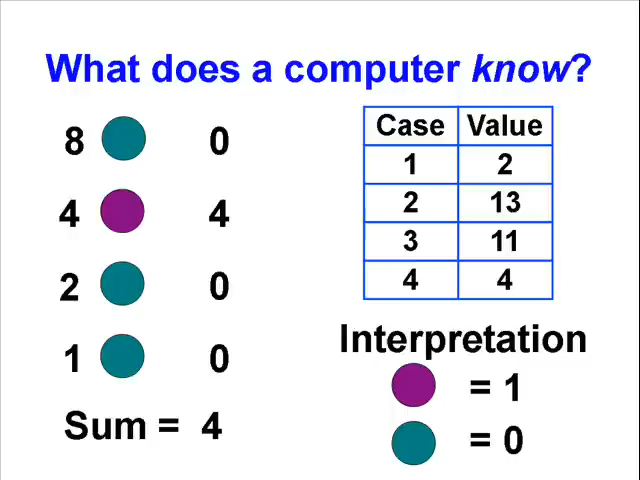 What does a computer know?
8 0
4 4
2 0
1 0
Sum = 4
Case Value
1 2
2 13
3 11
4 4
Interpretation
= 1
= 0